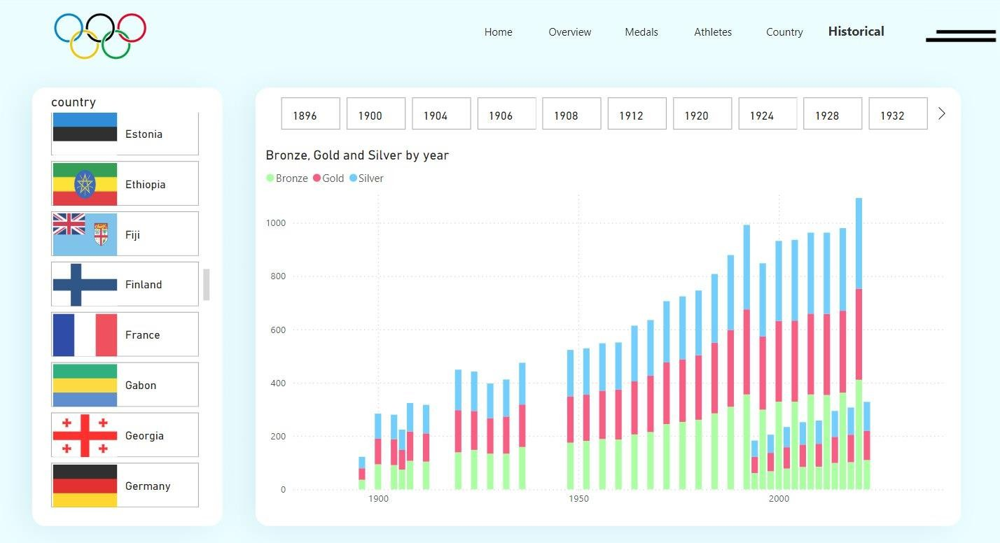 Home Overview Medals Athletes Country Historical
country
Estonia
Ethiopia
Fiji
Finland
France
Gabon
Georgia
Germany
1896 1900 1904 1906 1908 1912 1920 1924 1928 1932
Bronze, Gold and Silver by year
Bronze Gold Silver
1000
800
600
400
200
0
1900 1950 2000